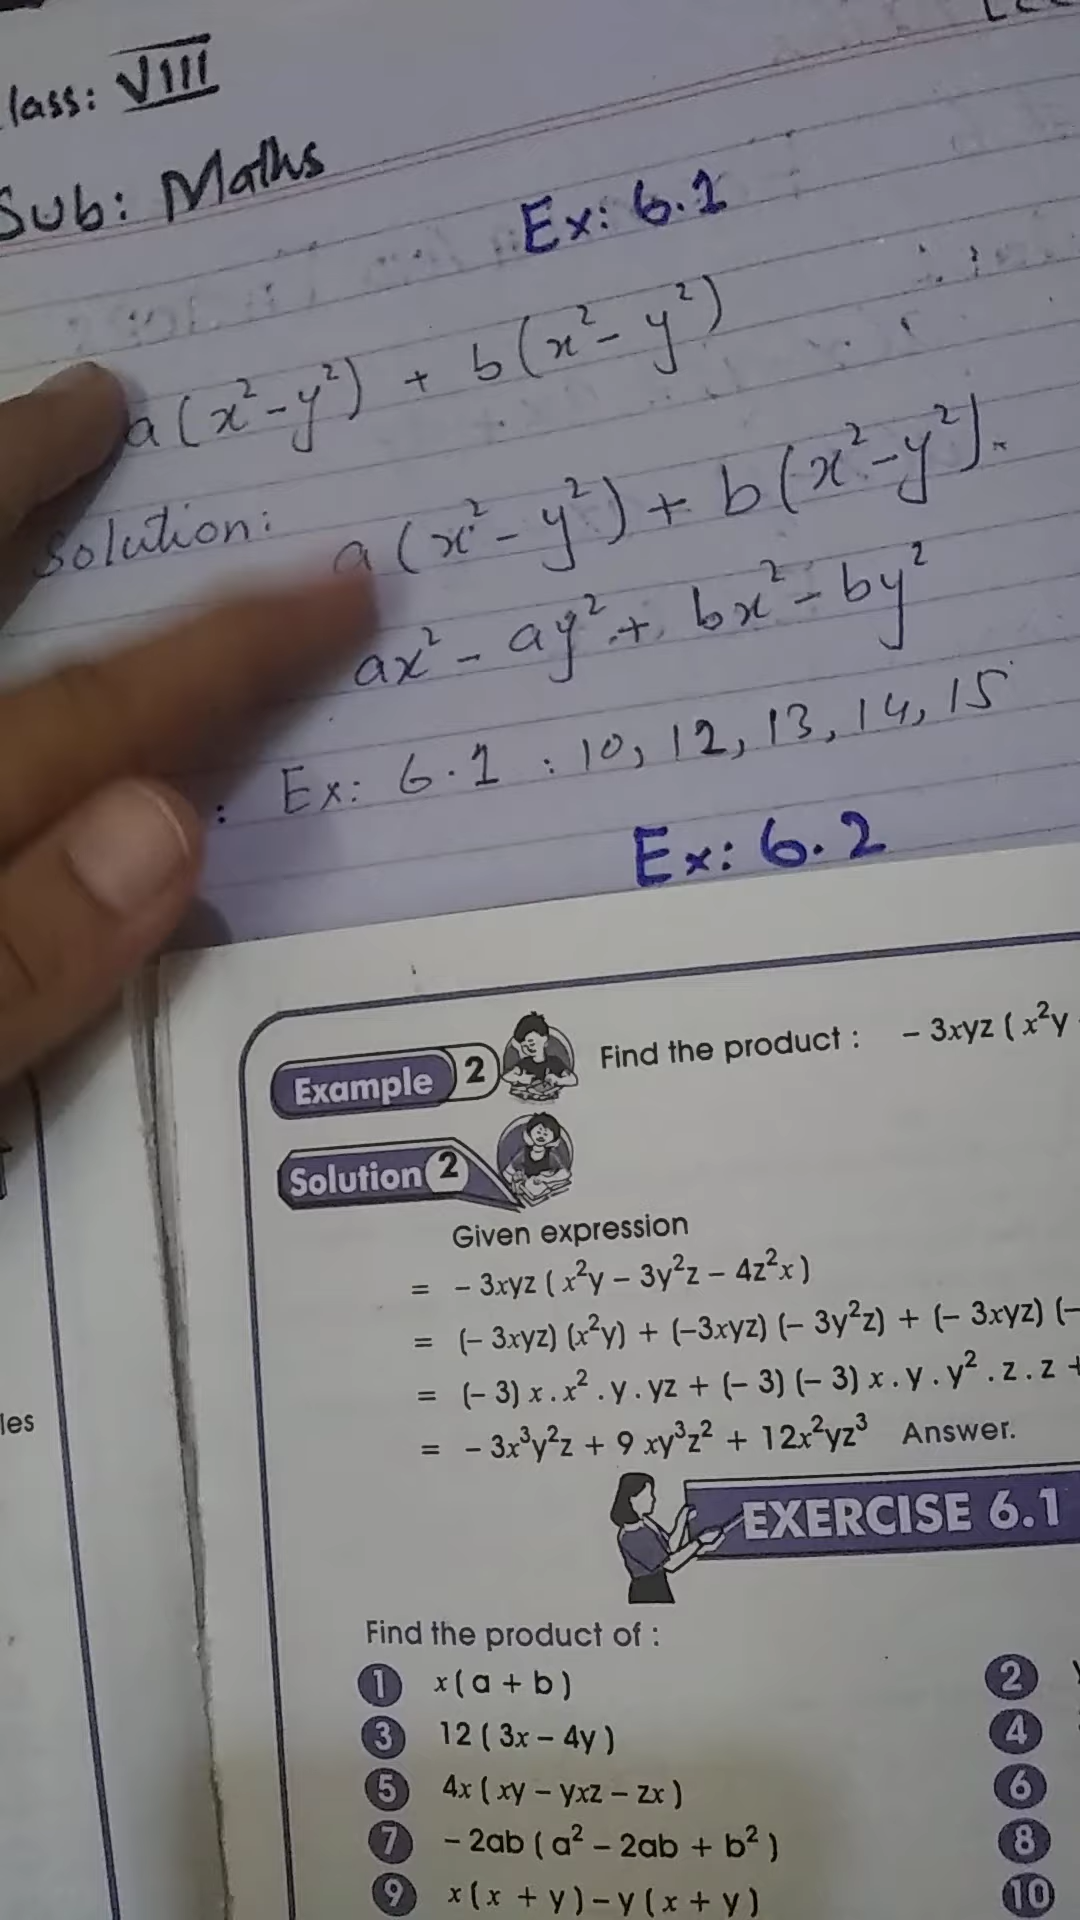 lass: VIII
Sub: Maths
Ex: 6.1
a(x²-y²) + b(x²-y²)
Solution: a(x²-y²) + b(x²-y²).
ax² - ay² + bx² - by²
: Ex: 6.1 : 10, 12, 13, 14, 15
Ex: 6.2
Example 2 Find the product : – 3xyz ( x²y
Solution 2
Given expression
= – 3xyz ( x²y – 3y²z – 4z²x )
= (– 3xyz) (x²y) + (–3xyz) (– 3y²z) + (– 3xyz) (–
= (– 3) x . x² . y . yz + (– 3) (– 3) x . y . y² . z . z +
= – 3x³y²z + 9 xy³z² + 12x²yz³ Answer.
les
EXERCISE 6.1
Find the product of :
1 x ( a + b ) 2
3 12 ( 3x – 4y ) 4
5 4x ( xy – yxz – zx ) 6
7 – 2ab ( a² – 2ab + b² ) 8
9 x ( x + y ) – y ( x + y ) 10